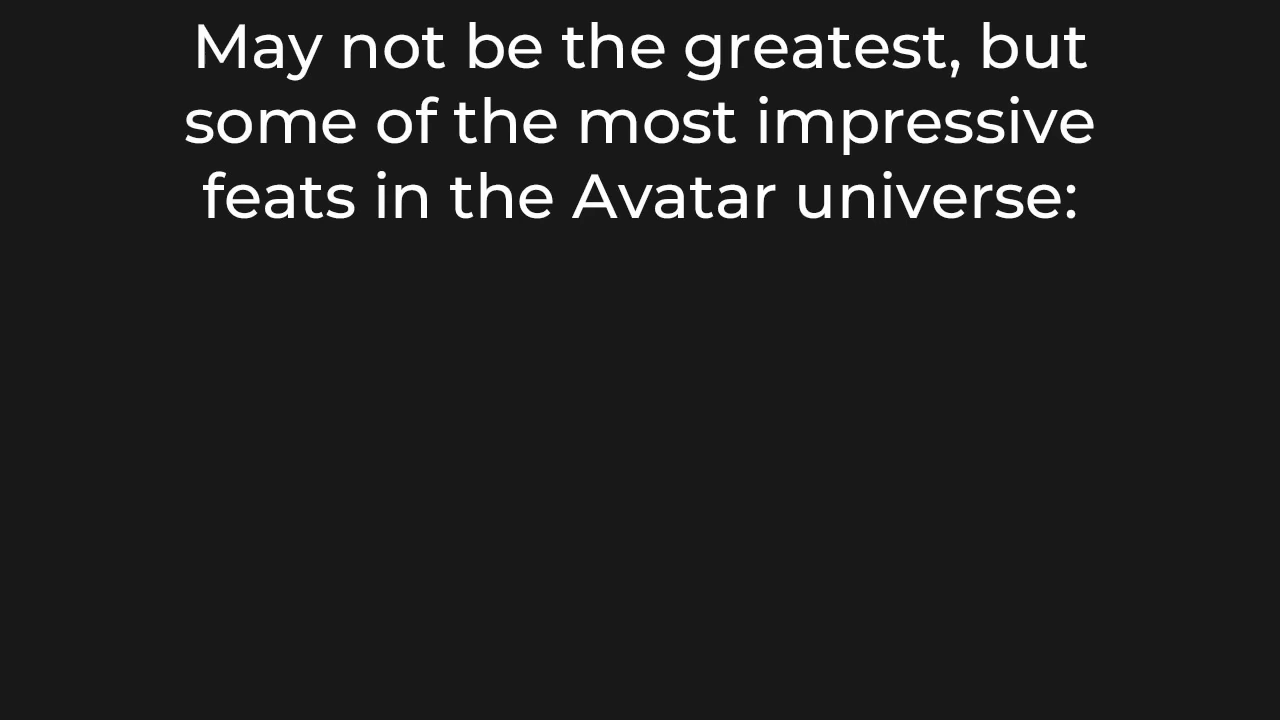 May not be the greatest, but
some of the most impressive
feats in the Avatar universe: